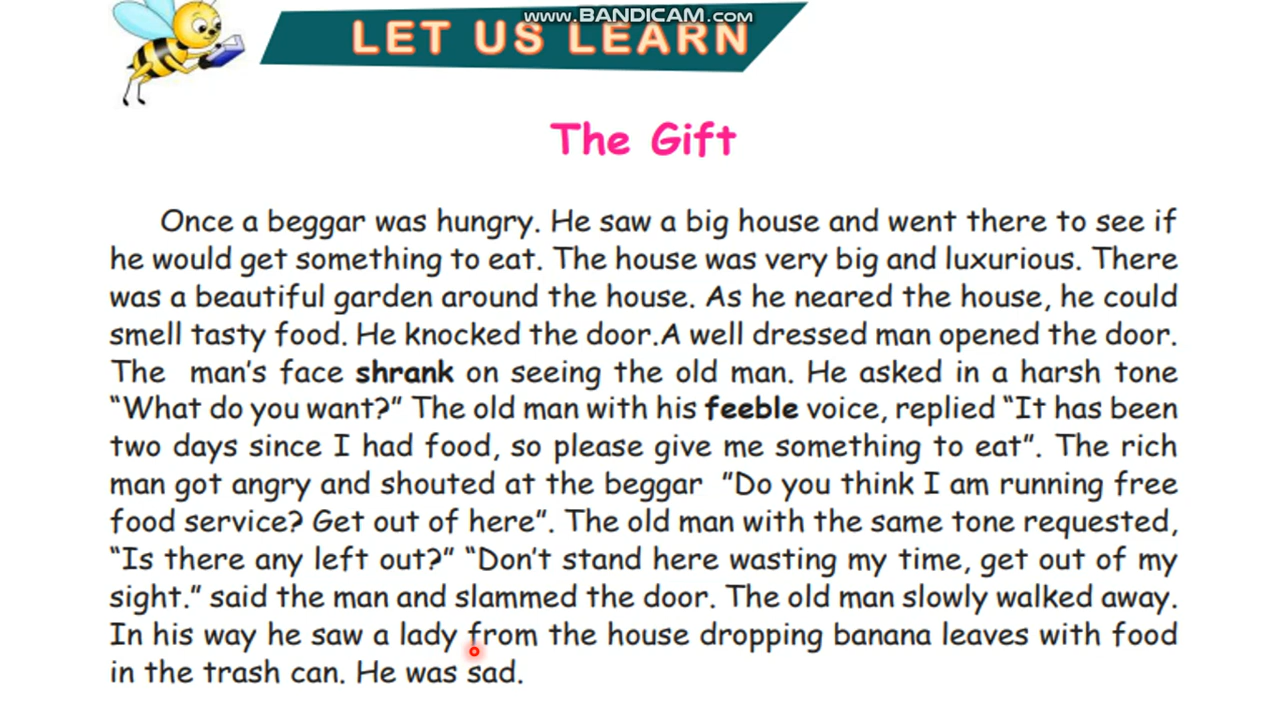 www.BANDICAM.com
LET US LEARN
The Gift
Once a beggar was hungry. He saw a big house and went there to see if
he would get something to eat. The house was very big and luxurious. There
was a beautiful garden around the house. As he neared the house, he could
smell tasty food. He knocked the door.A well dressed man opened the door.
The man's face shrank on seeing the old man. He asked in a harsh tone
“What do you want?” The old man with his feeble voice, replied “It has been
two days since I had food, so please give me something to eat”. The rich
man got angry and shouted at the beggar ”Do you think I am running free
food service? Get out of here”. The old man with the same tone requested,
“Is there any left out?” “Don't stand here wasting my time, get out of my
sight.” said the man and slammed the door. The old man slowly walked away.
In his way he saw a lady from the house dropping banana leaves with food
in the trash can. He was sad.